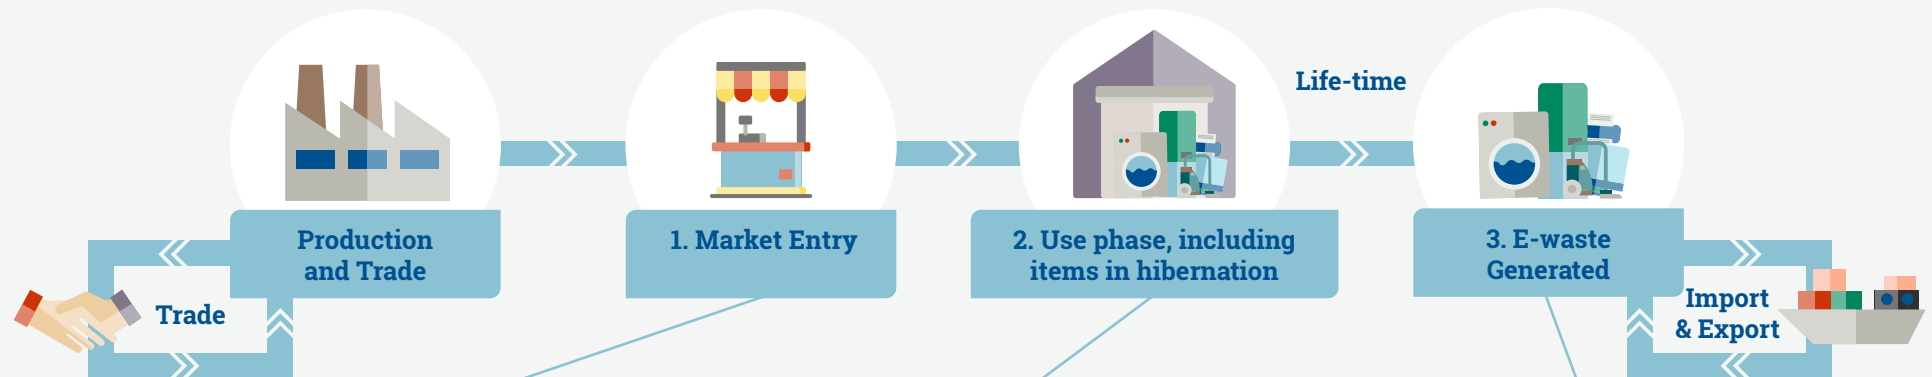 Life-time
Production
and Trade
1. Market Entry
2. Use phase, including
items in hibernation
3. E-waste
Generated
Trade
Import
& Export